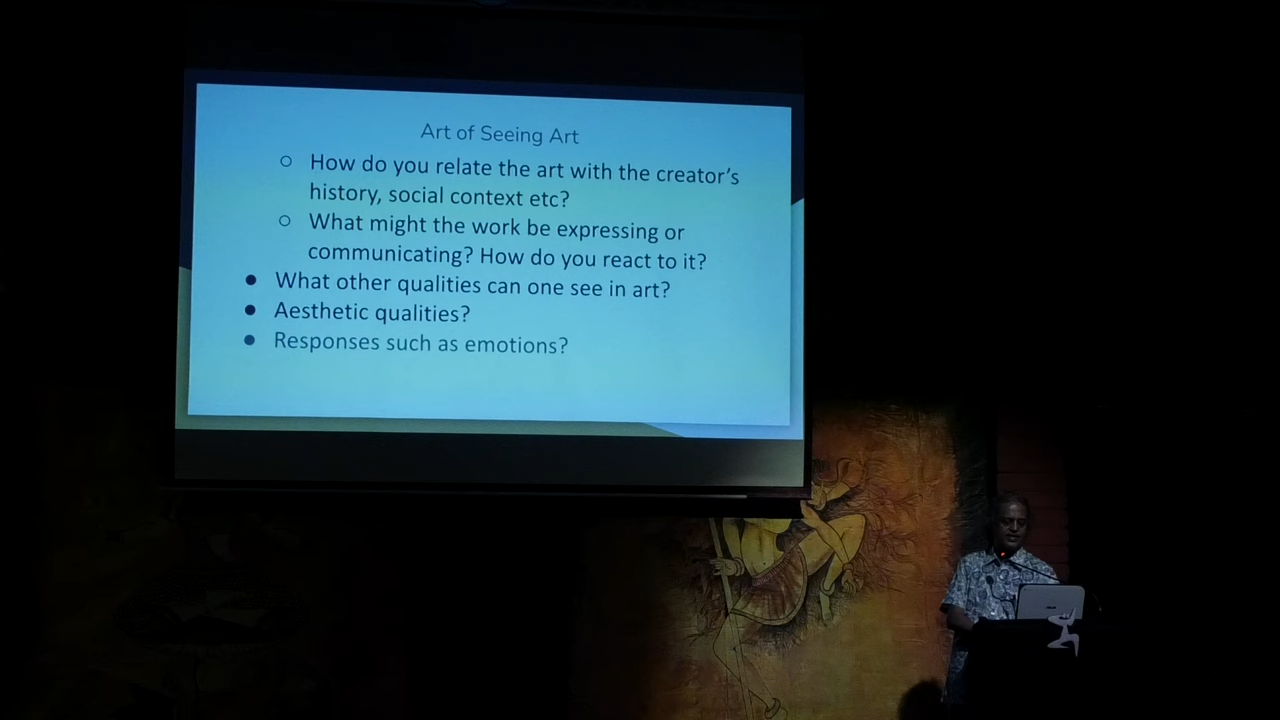 Art of Seeing Art
○ How do you relate the art with the creator's
history, social context etc?
○ What might the work be expressing or
communicating? How do you react to it?
● What other qualities can one see in art?
● Aesthetic qualities?
● Responses such as emotions?